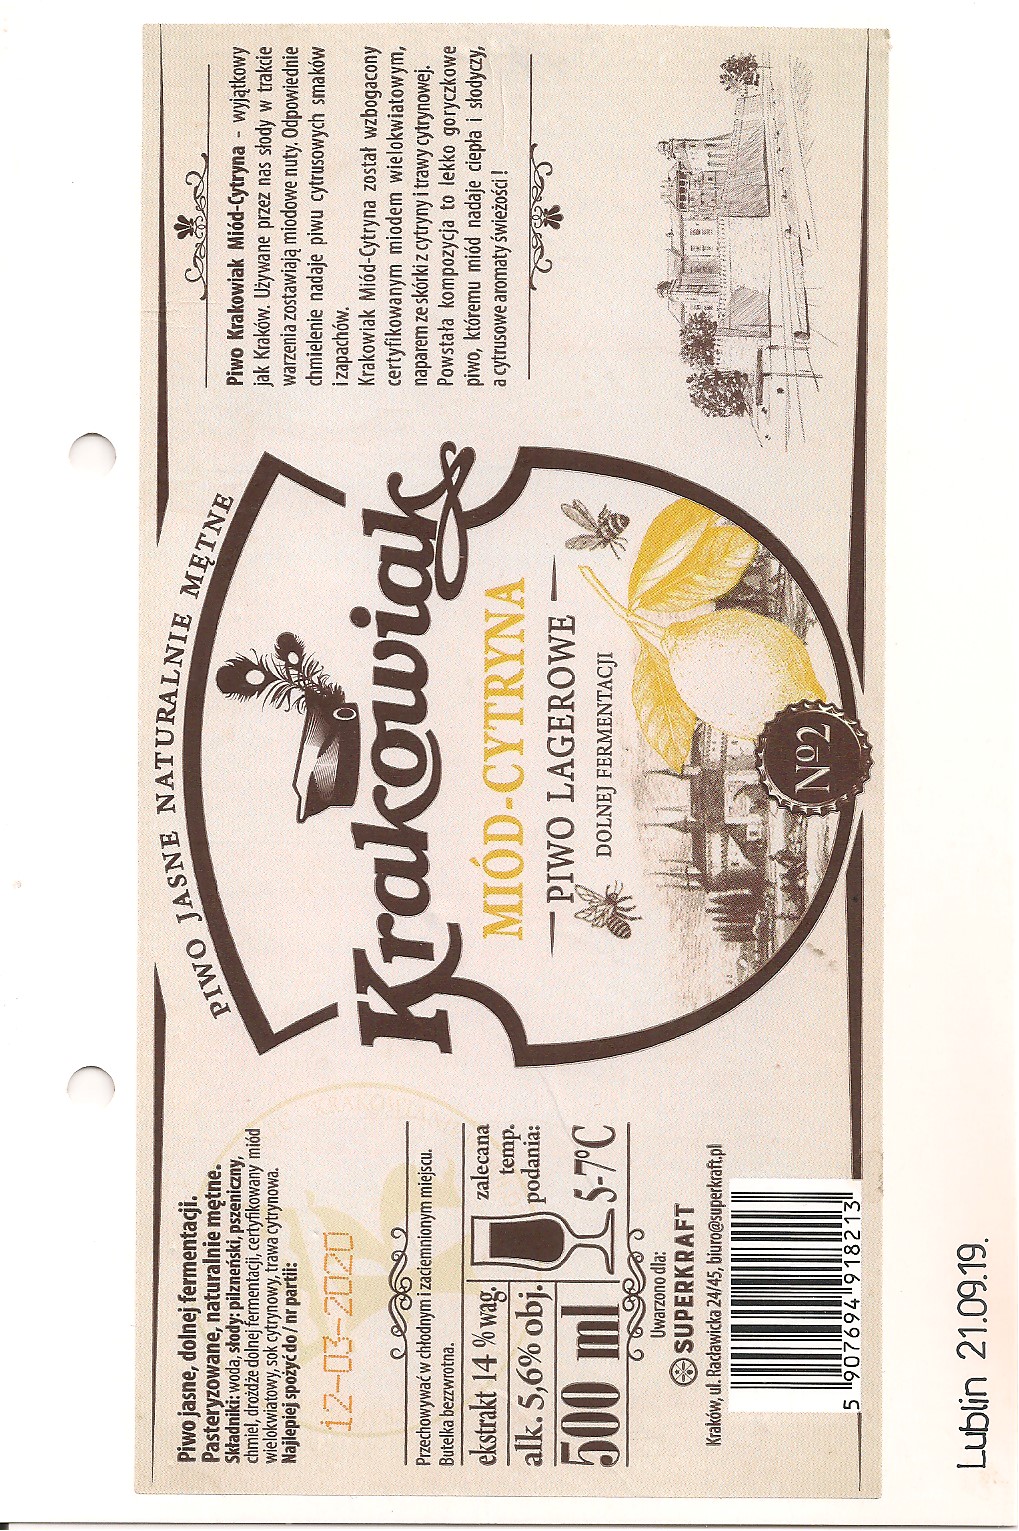 Piwo jasne, dolnej fermentacji.
Pasteryzowane, naturalnie mętne.
Składniki: woda, słody: pilzneński, pszeniczny,
chmiel, drożdże dolnej fermentacji, certyfikowany miód
wielokwiatowy, sok cytrynowy, trawa cytrynowa.
Najlepiej spożyć do / nr partii:
12-03-2020
Przechowywać w chłodnym i zaciemnionym miejscu.
Butelka bezzwrotna.
ekstrakt 14 % wag.
alk. 5,6% obj.
500 ml
zalecana
temp.
podania:
5-7°C
Uwarzono dla:
SUPERKRAFT
Kraków, ul. Racławicka 24/45, biuro@superkraft.pl
5 907694 918213
PIWO JASNE NATURALNIE MĘTNE
Krakowiak
MIÓD-CYTRYNA
PIWO LAGEROWE
DOLNEJ FERMENTACJI
Nº2
Piwo Krakowiak Miód-Cytryna - wyjątkowy
jak Kraków. Używane przez nas słody w trakcie
warzenia zostawiają miodowe nuty. Odpowiednie
chmielenie nadaje piwu cytrusowych smaków
i zapachów.
Krakowiak Miód-Cytryna został wzbogacony
certyfikowanym miodem wielokwiatowym,
naparem ze skórki z cytryny i trawy cytrynowej.
Powstała kompozycja to lekko goryczkowe
piwo, któremu miód nadaje ciepła i słodyczy,
a cytrusowe aromaty świeżości!
Lublin 21.09.19.